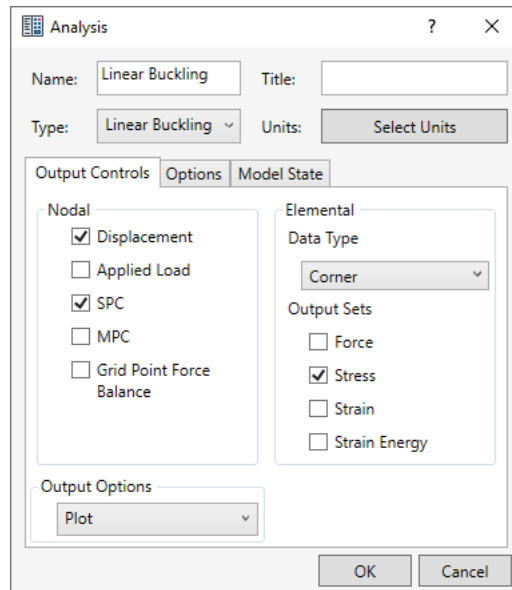 Analysis ?
Name: Linear Buckling Title:
Type: Linear Buckling Units: Select Units
Output Controls Options Model State
Nodal
Displacement
Applied Load
SPC
MPC
Grid Point Force
Balance
Elemental
Data Type
Corner
Output Sets
Force
Stress
Strain
Strain Energy
Output Options
Plot
OK Cancel